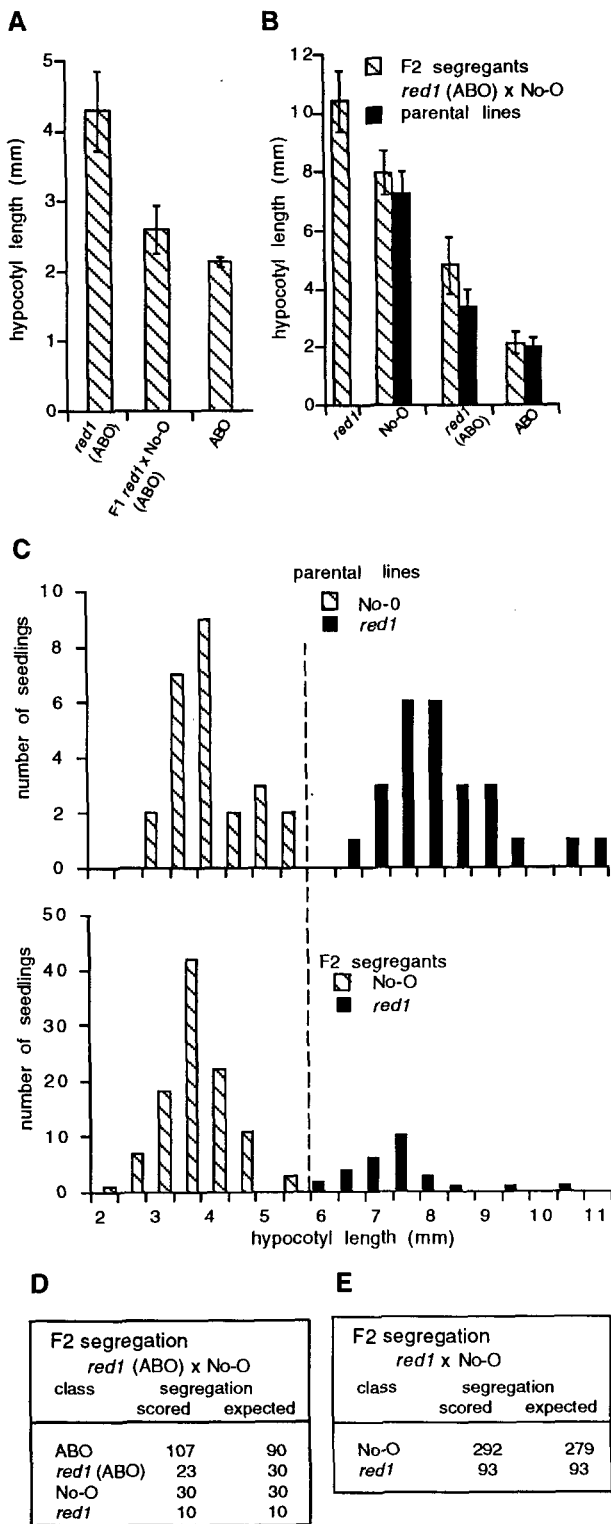 A
hypocotyl length (mm)
5
4
3
2
1
0
red1 (ABO)
F1 red1 x No-O (ABO)
ABO
B
hypocotyl length (mm)
12
10
8
6
4
2
0
F2 segregants
red1 (ABO) x No-O
parental lines
red1
No-O
red1 (ABO)
ABO
C
parental lines
No-0
red1
number of seedlings
10
8
6
4
2
0
F2 segregants
No-O
red1
number of seedlings
50
40
30
20
10
0
2 3 4 5 6 7 8 9 10 11
hypocotyl length (mm)
D
F2 segregation
red1 (ABO) x No-O
class segregation
scored expected
ABO 107 90
red1 (ABO) 23 30
No-O 30 30
red1 10 10
E
F2 segregation
red1 x No-O
class segregation
scored expected
No-O 292 279
red1 93 93